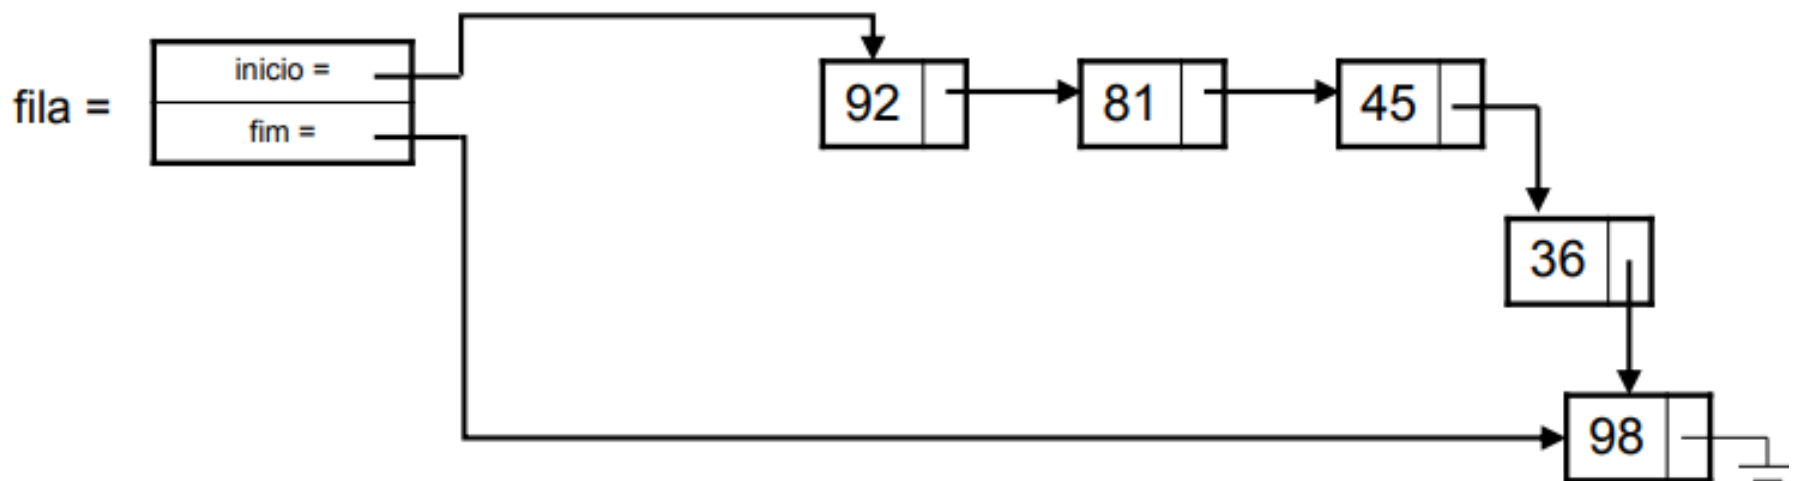 fila =
inicio =
fim =
92
81
45
36
98